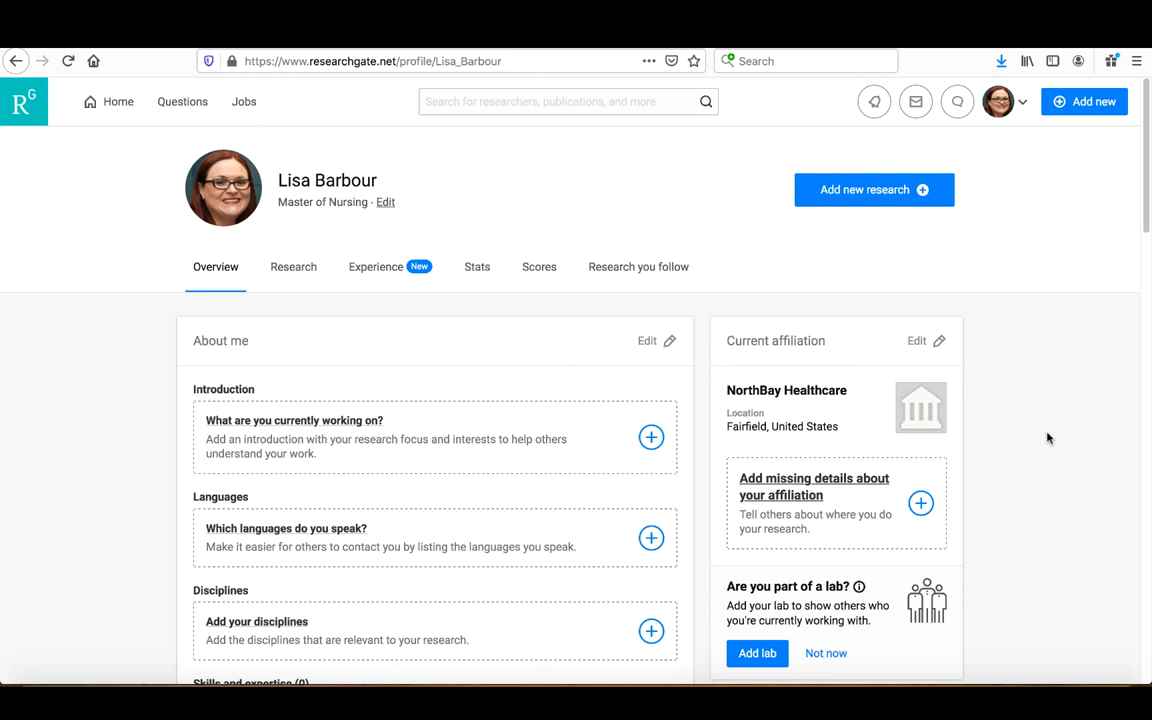 https://www.researchgate.net/profile/Lisa_Barbour
Search
RG
Home
Questions
Jobs
Search for researchers, publications, and more
Add new
Lisa Barbour
Master of Nursing · Edit
Add new research
Overview
Research
Experience New
Stats
Scores
Research you follow
About me
Edit
Introduction
What are you currently working on?
Add an introduction with your research focus and interests to help others
understand your work.
Languages
Which languages do you speak?
Make it easier for others to contact you by listing the languages you speak.
Disciplines
Add your disciplines
Add the disciplines that are relevant to your research.
Skills and expertise (0)
Current affiliation
Edit
NorthBay Healthcare
Location
Fairfield, United States
Add missing details about
your affiliation
Tell others about where you do
your research.
Are you part of a lab?
Add your lab to show others who
you're currently working with.
Add lab
Not now